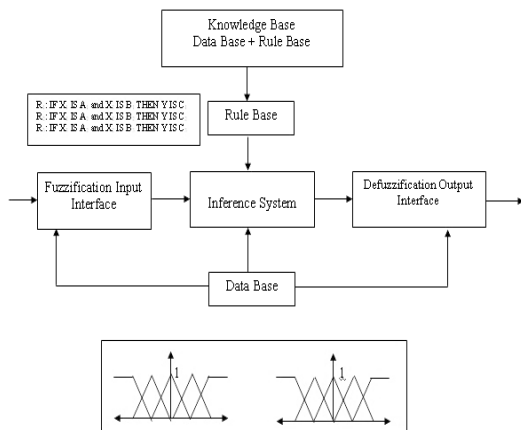 Knowledge Base
Data Base + Rule Base
R: IF X IS A and X IS B THEN Y IS C
R: IF X IS A and X IS B THEN Y IS C
R: IF X IS A and X IS B THEN Y IS C
Rule Base
Fuzzification Input
Interface
Inference System
Defuzzification Output
Interface
Data Base
1
1